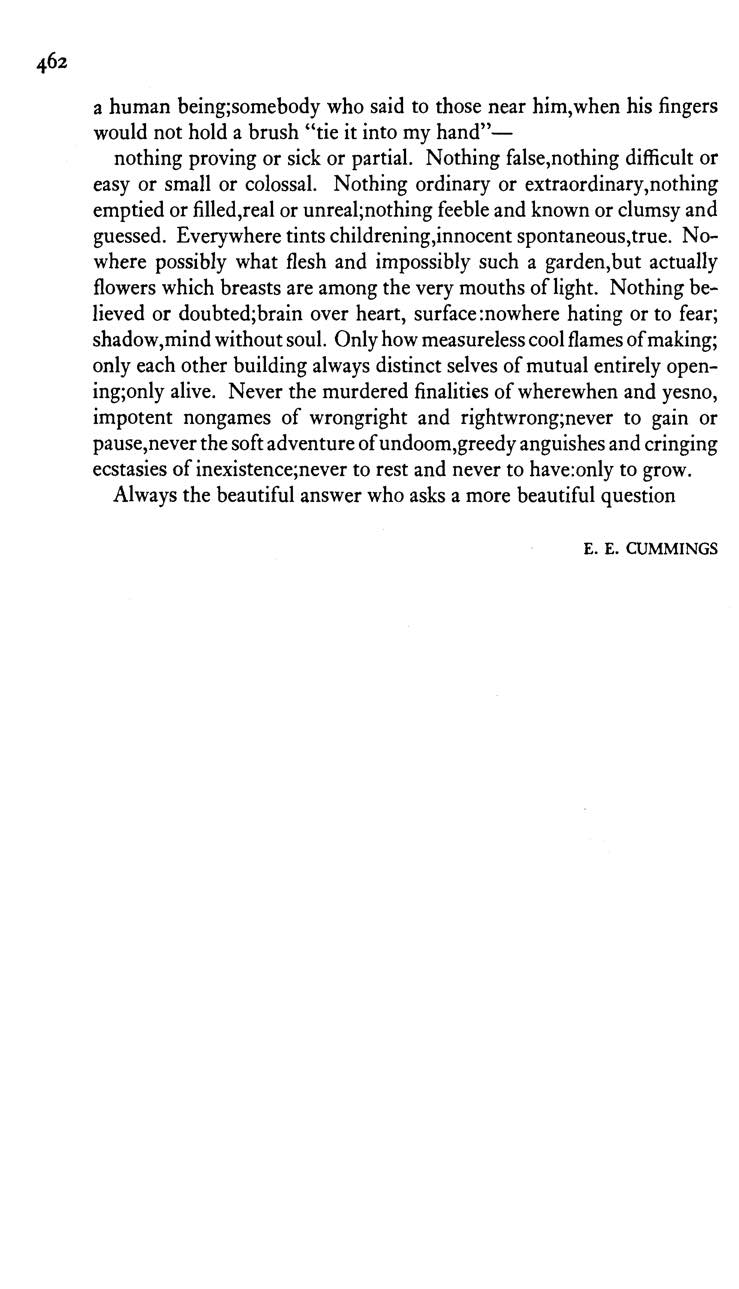 462
a human being;somebody who said to those near him,when his fingers
would not hold a brush “tie it into my hand”—
nothing proving or sick or partial. Nothing false,nothing difficult or
easy or small or colossal. Nothing ordinary or extraordinary,nothing
emptied or filled,real or unreal;nothing feeble and known or clumsy and
guessed. Everywhere tints childrening,innocent spontaneous,true. No-
where possibly what flesh and impossibly such a garden,but actually
flowers which breasts are among the very mouths of light. Nothing be-
lieved or doubted;brain over heart, surface:nowhere hating or to fear;
shadow,mind without soul. Only how measureless cool flames of making;
only each other building always distinct selves of mutual entirely open-
ing;only alive. Never the murdered finalities of wherewhen and yesno,
impotent nongames of wrongright and rightwrong;never to gain or
pause,never the soft adventure of undoom,greedy anguishes and cringing
ecstasies of inexistence;never to rest and never to have:only to grow.
Always the beautiful answer who asks a more beautiful question
E. E. CUMMINGS